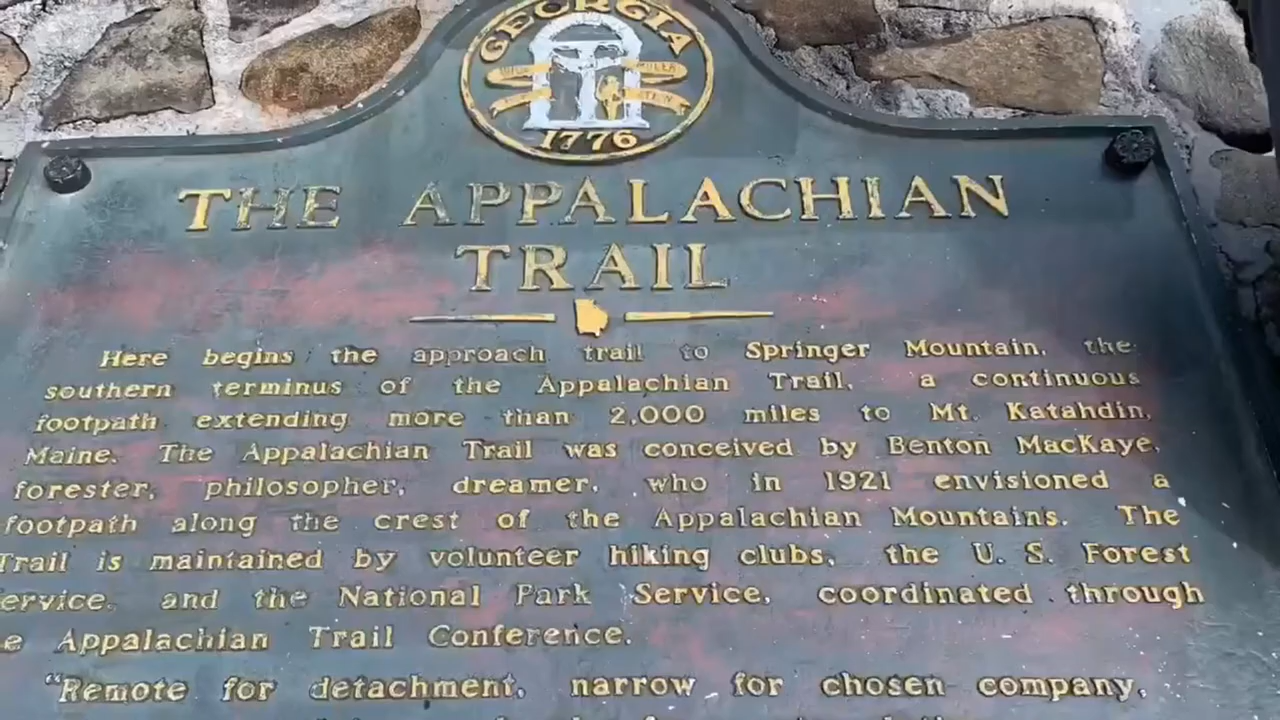 GEORGIA
1776
THE APPALACHIAN
TRAIL
Here begins the approach trail to Springer Mountain, the
southern terminus of the Appalachian Trail, a continuous
footpath extending more than 2,000 miles to Mt. Katahdin,
Maine. The Appalachian Trail was conceived by Benton MacKaye,
forester, philosopher, dreamer, who in 1921 envisioned a
footpath along the crest of the Appalachian Mountains. The
Trail is maintained by volunteer hiking clubs, the U. S. Forest
ervice, and the National Park Service, coordinated through
e Appalachian Trail Conference.
“Remote for detachment, narrow for chosen company,